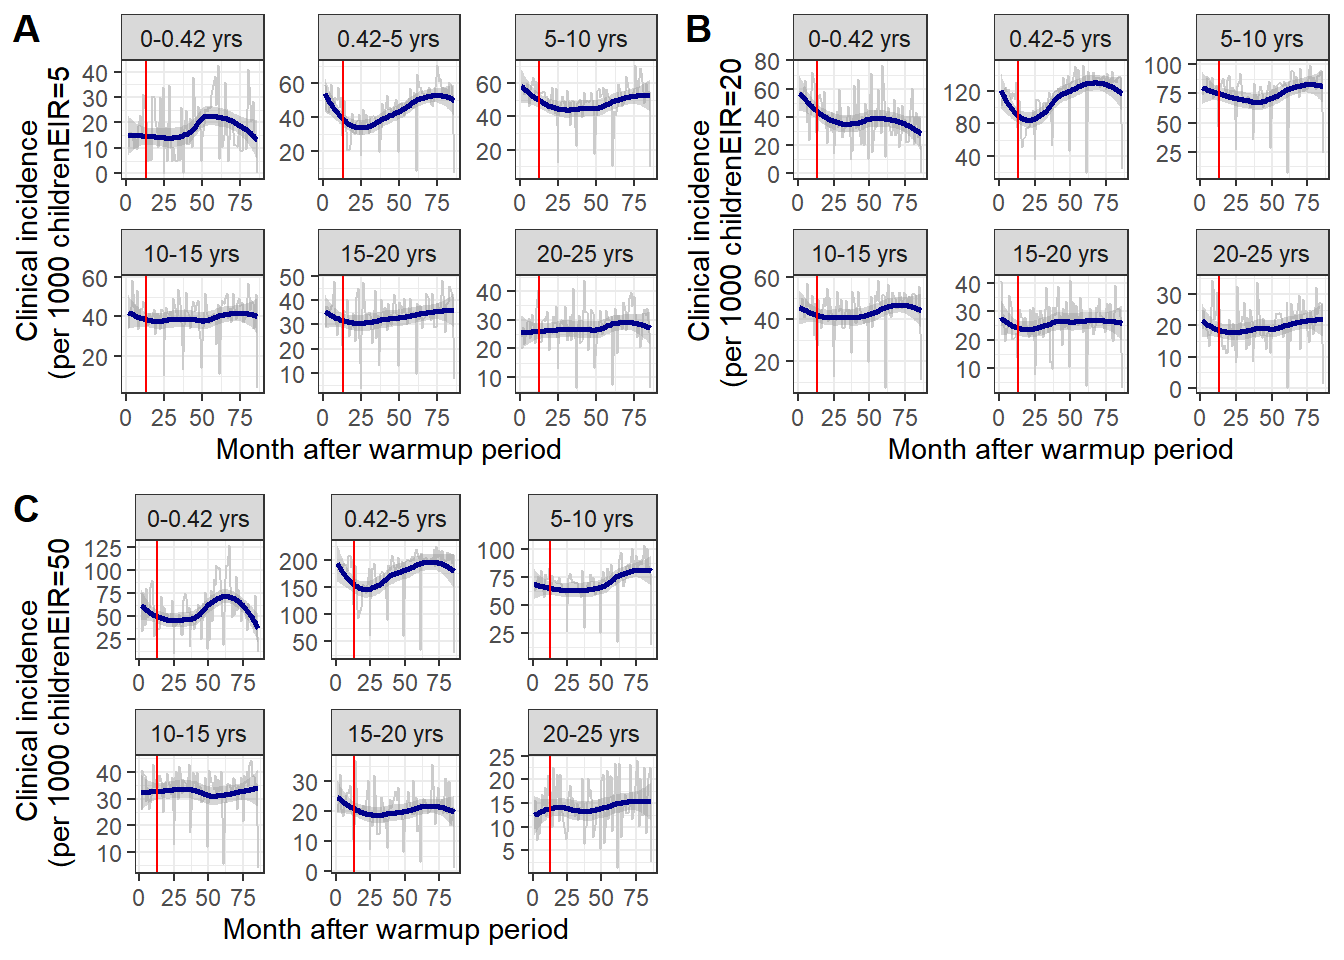 A
Clinical incidence
(per 1000 childrenEIR=5
0-0.42 yrs
0.42-5 yrs
5-10 yrs
40
30
20
10
0
60
40
20
60
40
20
0 25 50 75
0 25 50 75
0 25 50 75
10-15 yrs
15-20 yrs
20-25 yrs
60
40
20
50
40
30
20
10
40
30
20
10
0 25 50 75
0 25 50 75
0 25 50 75
Month after warmup period
B
Clinical incidence
(per 1000 childrenEIR=20
0-0.42 yrs
0.42-5 yrs
5-10 yrs
80
60
40
20
0
120
80
40
100
75
50
25
0 25 50 75
0 25 50 75
0 25 50 75
10-15 yrs
15-20 yrs
20-25 yrs
60
40
20
40
30
20
10
30
20
10
0
0 25 50 75
0 25 50 75
0 25 50 75
Month after warmup period
C
Clinical incidence
(per 1000 childrenEIR=50
0-0.42 yrs
0.42-5 yrs
5-10 yrs
125
100
75
50
25
200
150
100
50
100
75
50
25
0 25 50 75
0 25 50 75
0 25 50 75
10-15 yrs
15-20 yrs
20-25 yrs
40
30
20
10
30
20
10
0
25
20
15
10
5
0 25 50 75
0 25 50 75
0 25 50 75
Month after warmup period